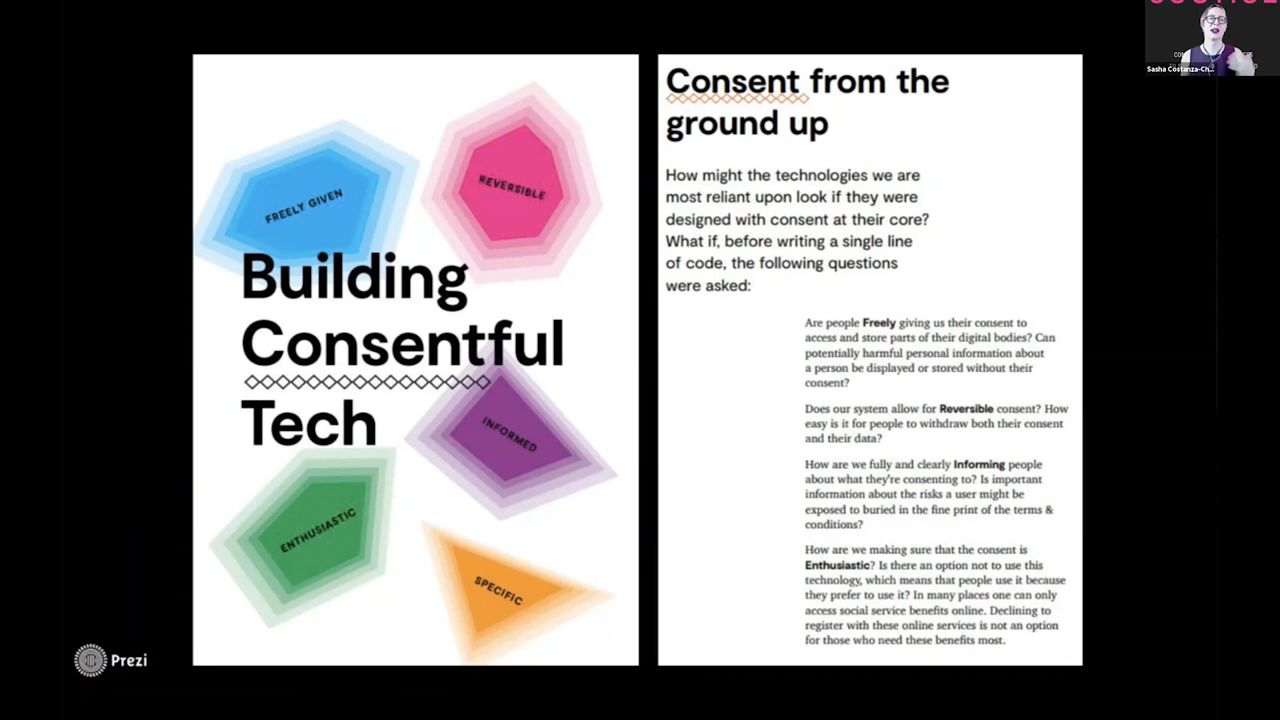 FREELY GIVEN
REVERSIBLE
Building
Consentful
Tech
INFORMED
ENTHUSIASTIC
SPECIFIC
Prezi
Consent from the
ground up
How might the technologies we are
most reliant upon look if they were
designed with consent at their core?
What if, before writing a single line
of code, the following questions
were asked:
Are people Freely giving us their consent to
access and store parts of their digital bodies? Can
potentially harmful personal information about
a person be displayed or stored without their
consent?
Does our system allow for Reversible consent? How
easy is it for people to withdraw both their consent
and their data?
How are we fully and clearly Informing people
about what they're consenting to? Is important
information about the risks a user might be
exposed to buried in the fine print of the terms &
conditions?
How are we making sure that the consent is
Enthusiastic? Is there an option not to use this
technology, which means that people use it because
they prefer to use it? In many places one can only
access social service benefits online. Declining to
register with these online services is not an option
for those who need these benefits most.
Sasha Costanza-Ch...